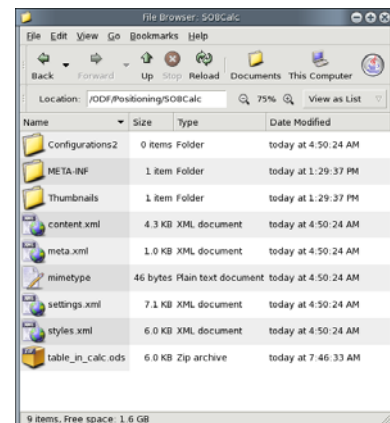 File Browser: SOBCalc
File Edit View Go Bookmarks Help
Back Forward Up Stop Reload Documents This Computer
Location: /ODF/Positioning/SOBCalc 75% View as List
Name Size Type Date Modified
Configurations2 0 items Folder today at 4:50:24 AM
META-INF 1 item Folder today at 1:29:37 PM
Thumbnails 1 item Folder today at 1:29:37 PM
content.xml 4.3 KB XML document today at 4:50:24 AM
meta.xml 1.0 KB XML document today at 4:50:24 AM
mimetype 46 bytes Plain text document today at 4:50:24 AM
settings.xml 7.1 KB XML document today at 4:50:24 AM
styles.xml 6.0 KB XML document today at 4:50:24 AM
table_in_calc.ods 6.0 KB Zip archive today at 7:46:33 AM
9 items, Free space: 1.6 GB